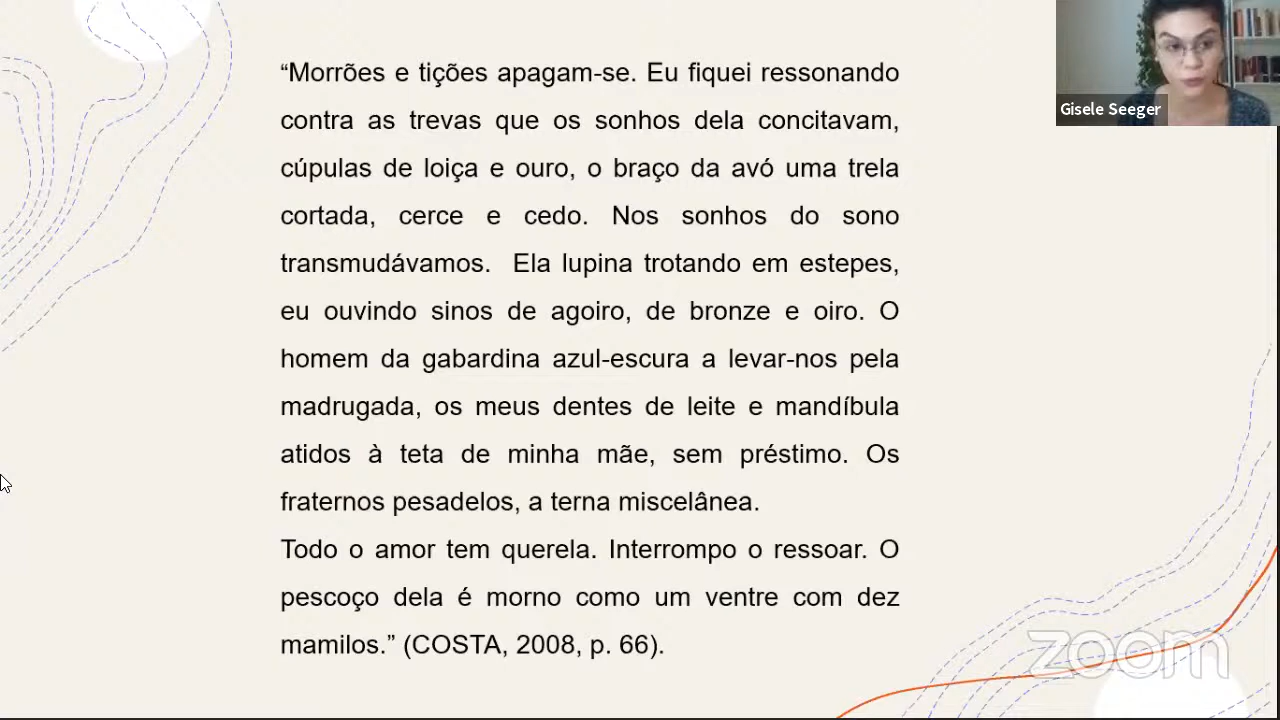 “Morrões e tições apagam-se. Eu fiquei ressonando
contra as trevas que os sonhos dela concitavam,
cúpulas de loiça e ouro, o braço da avó uma trela
cortada, cerce e cedo. Nos sonhos do sono
transmudávamos. Ela lupina trotando em estepes,
eu ouvindo sinos de agoiro, de bronze e oiro. O
homem da gabardina azul-escura a levar-nos pela
madrugada, os meus dentes de leite e mandíbula
atidos à teta de minha mãe, sem préstimo. Os
fraternos pesadelos, a terna miscelânea.
Todo o amor tem querela. Interrompo o ressoar. O
pescoço dela é morno como um ventre com dez
mamilos.” (COSTA, 2008, p. 66).
Gisele Seeger
zoom